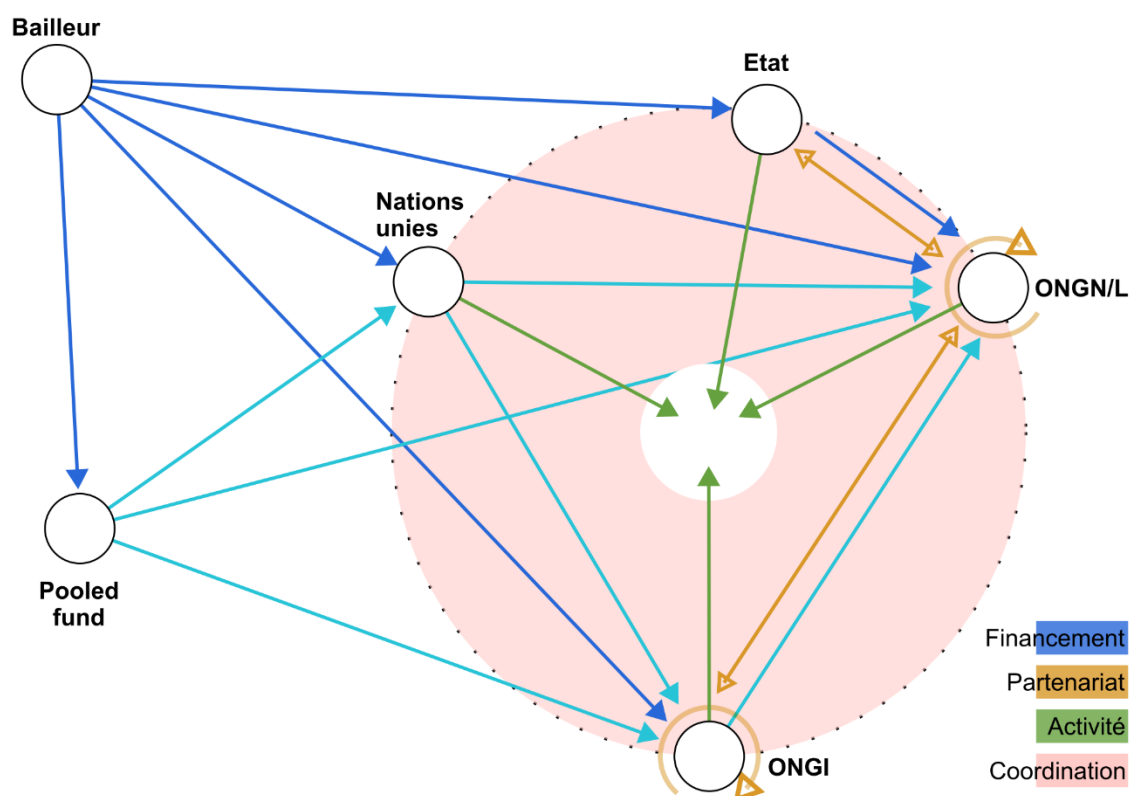 Bailleur
Etat
Nations
unies
ONGN/L
Pooled
fund
ONGI
Financement
Partenariat
Activité
Coordination